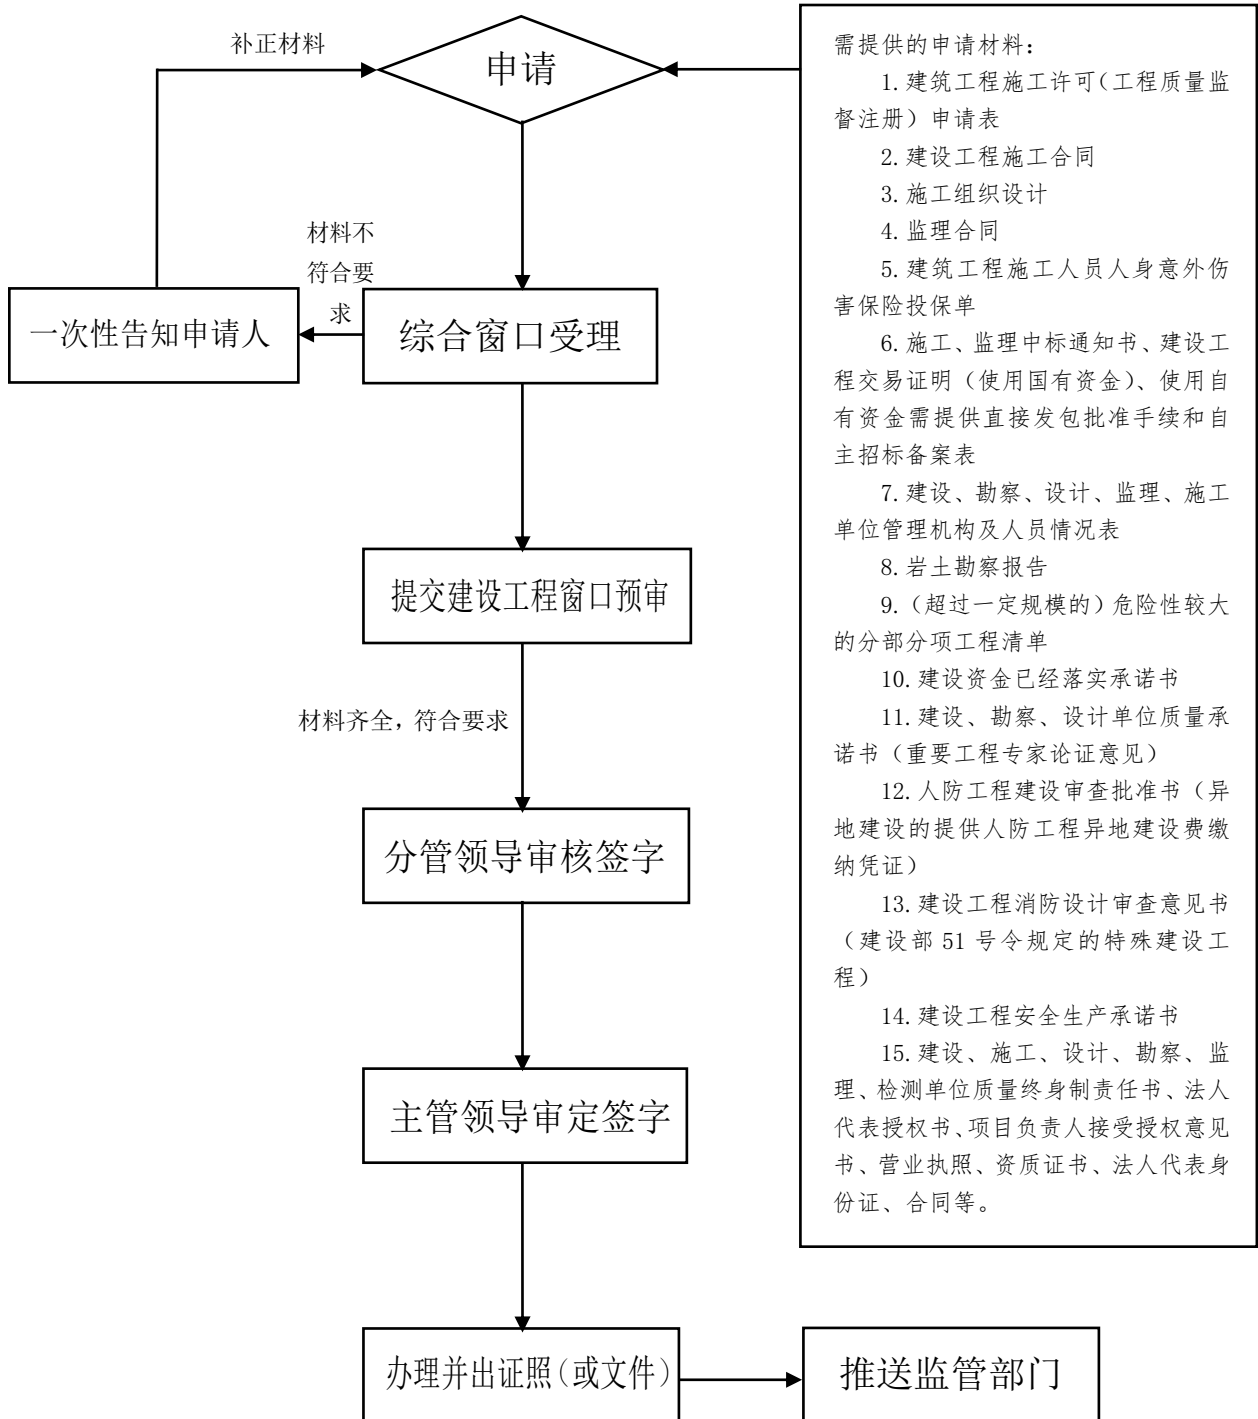 补正材料
申请
材料不
符合要
求
一次性告知申请人
综合窗口受理
提交建设工程窗口预审
材料齐全，符合要求
分管领导审核签字
主管领导审定签字
办理并出证照（或文件）
推送监管部门
需提供的申请材料：
1.建筑工程施工许可（工程质量监
督注册）申请表
2.建设工程施工合同
3.施工组织设计
4.监理合同
5.建筑工程施工人员人身意外伤
害保险投保单
6.施工、监理中标通知书、建设工
程交易证明（使用国有资金）、使用自
有资金需提供直接发包批准手续和自
主招标备案表
7.建设、勘察、设计、监理、施工
单位管理机构及人员情况表
8.岩土勘察报告
9.（超过一定规模的）危险性较大
的分部分项工程清单
10.建设资金已经落实承诺书
11.建设、勘察、设计单位质量承
诺书（重要工程专家论证意见）
12.人防工程建设审查批准书（异
地建设的提供人防工程异地建设费缴
纳凭证）
13.建设工程消防设计审查意见书
（建设部 51 号令规定的特殊建设工
程）
14.建设工程安全生产承诺书
15.建设、施工、设计、勘察、监
理、检测单位质量终身制责任书、法人
代表授权书、项目负责人接受授权意见
书、营业执照、资质证书、法人代表身
份证、合同等。